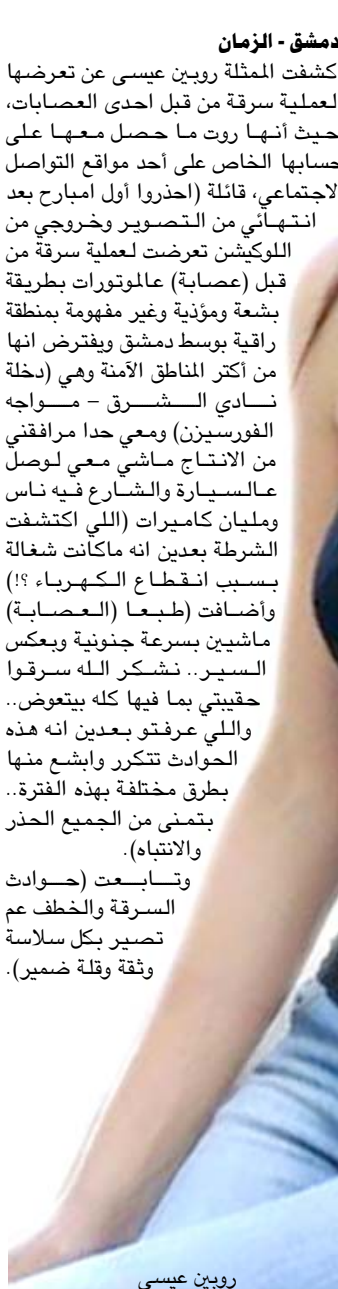 دمشق - الزمان
كشفت الممثلة روبين عيسى عن تعرضها
لعملية سرقة من قبل احدى العصابات،
حيث أنها روت ما حصل معها على
حسابها الخاص على أحد مواقع التواصل
لاجتماعي، قائلة (احذروا أول امبارح بعد
انتهائي من التصوير وخروجي من
اللوكيشن تعرضت لعملية سرقة من
قبل (عصابة) عالموتورات بطريقة
بشعة ومؤذية وغير مفهومة بمنطقة
راقية بوسط دمشق ويفترض انها
من أكتر المناطق الآمنة وهي (دخلة
نادي الشرق – مواجه
الفورسيزن) ومعي حدا مرافقني
من الانتاج ماشي معي لوصل
عالسيارة والشارع فيه ناس
ومليان كاميرات (اللي اكتشفت
الشرطة بعدين انه ماكانت شغالة
بسبب انقطاع الكهرباء ؟!)
وأضافت (طبعا (العصابة)
ماشيين بسرعة جنونية وبعكس
السير.. نشكر الله سرقوا
حقيبتي بما فيها كله بيتعوض..
واللي عرفتو بعدين انه هذه
الحوادث تتكرر وابشع منها
بطرق مختلفة بهذه الفترة..
بتمنى من الجميع الحذر
والانتباه).
وتابعت (حوادث
السرقة والخطف عم
تصير بكل سلاسة
وثقة وقلة ضمير).
روبين عيسى